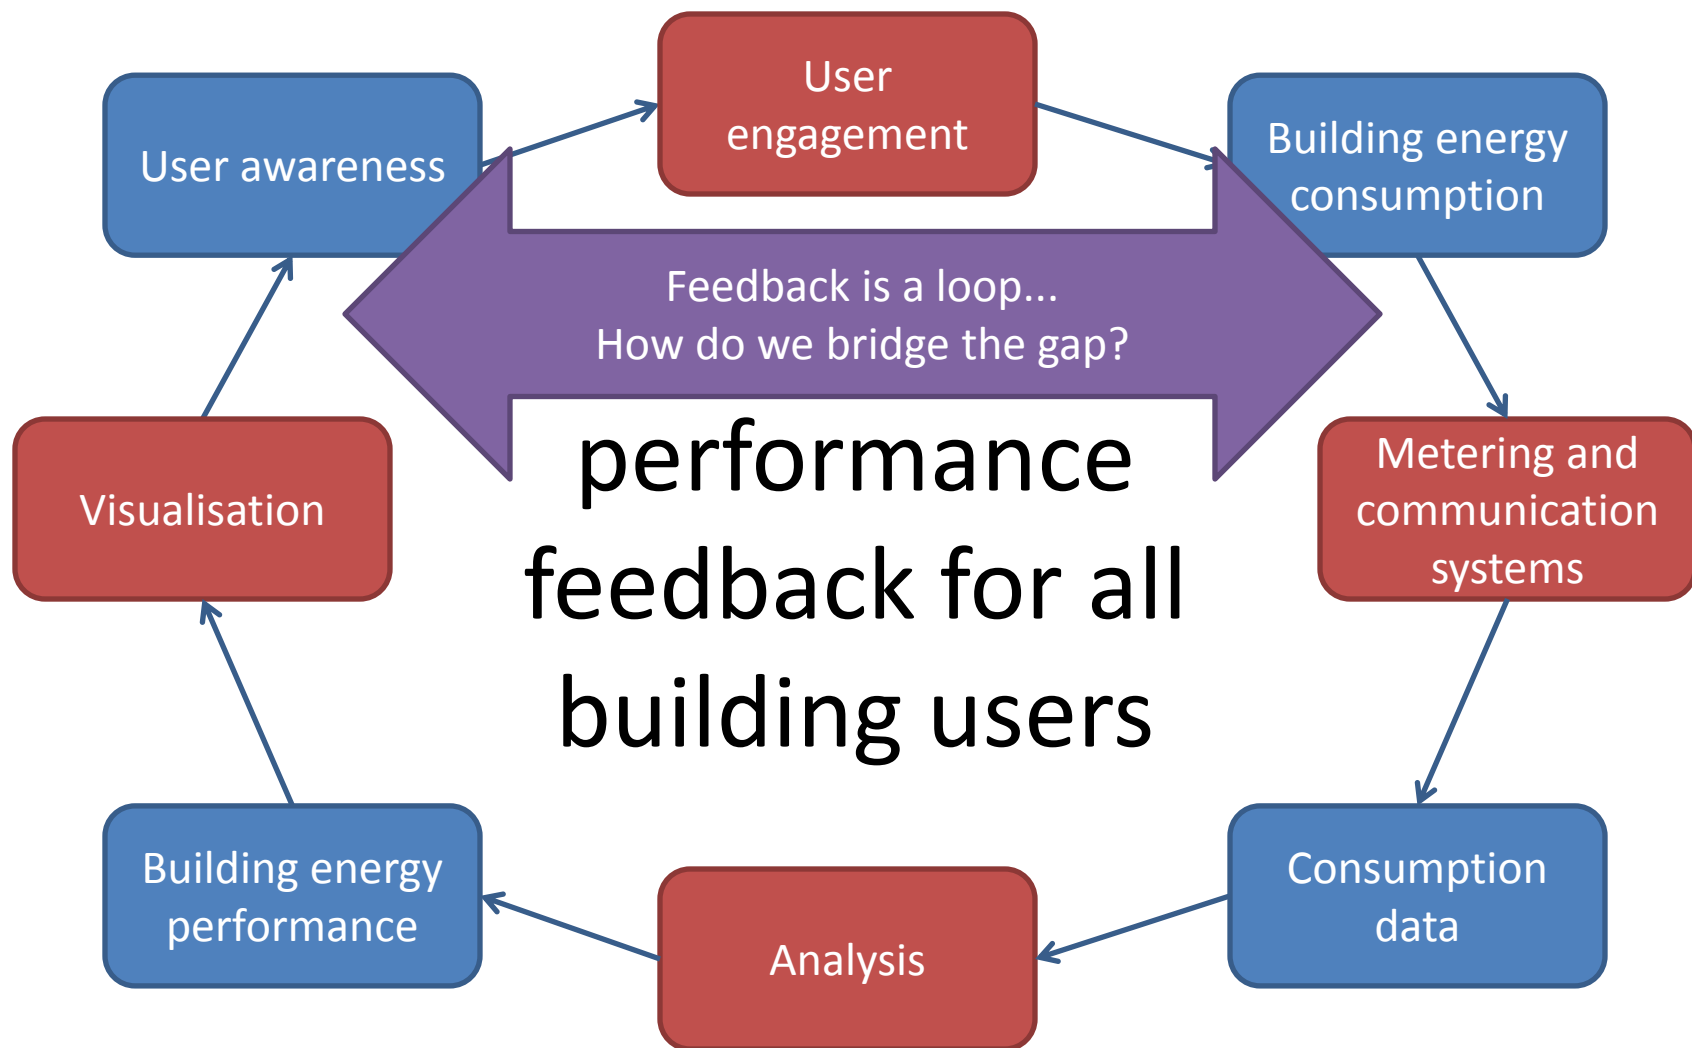 User
engagement
Building energy
consumption
User awareness
Feedback is a loop...
How do we bridge the gap?
performance
feedback for all
building users
Metering and
communication
systems
Visualisation
Consumption
data
Building energy
performance
Analysis